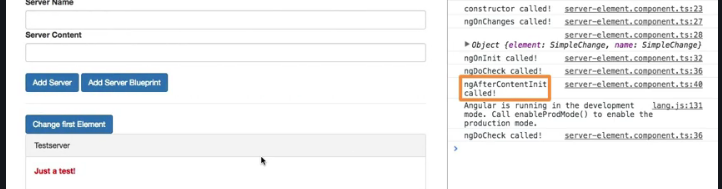 Server Name
Server Content
Add Server Add Server Blueprint
Change first Element
Testserver
Just a test!
constructor called! server-element.component.ts:23
ngOnChanges called! server-element.component.ts:27
server-element.component.ts:28
Object {element: SimpleChange, name: SimpleChange}
ngOnInit called! server-element.component.ts:32
ngDoCheck called! server-element.component.ts:36
ngAfterContentInit server-element.component.ts:40
called!
Angular is running in the development lang.js:131
mode. Call enableProdMode() to enable the
production mode.
ngDoCheck called! server-element.component.ts:36